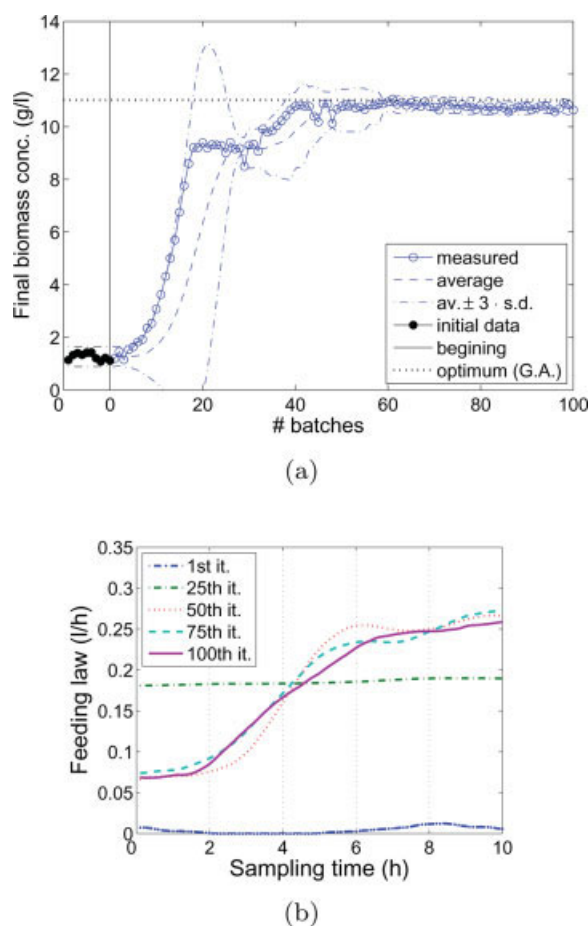 14
12
10
8
6
4
2
0
Final biomass conc. (g/l)
measured
average
av.± 3 · s.d.
initial data
begining
optimum (G.A.)
0 0 20 40 60 80 100
# batches
(a)
0.35
0.3
0.25
0.2
0.15
0.1
0.05
0
Feeding law (l/h)
1st it.
25th it.
50th it.
75th it.
100th it.
2 4 6 8 10
Sampling time (h)
(b)